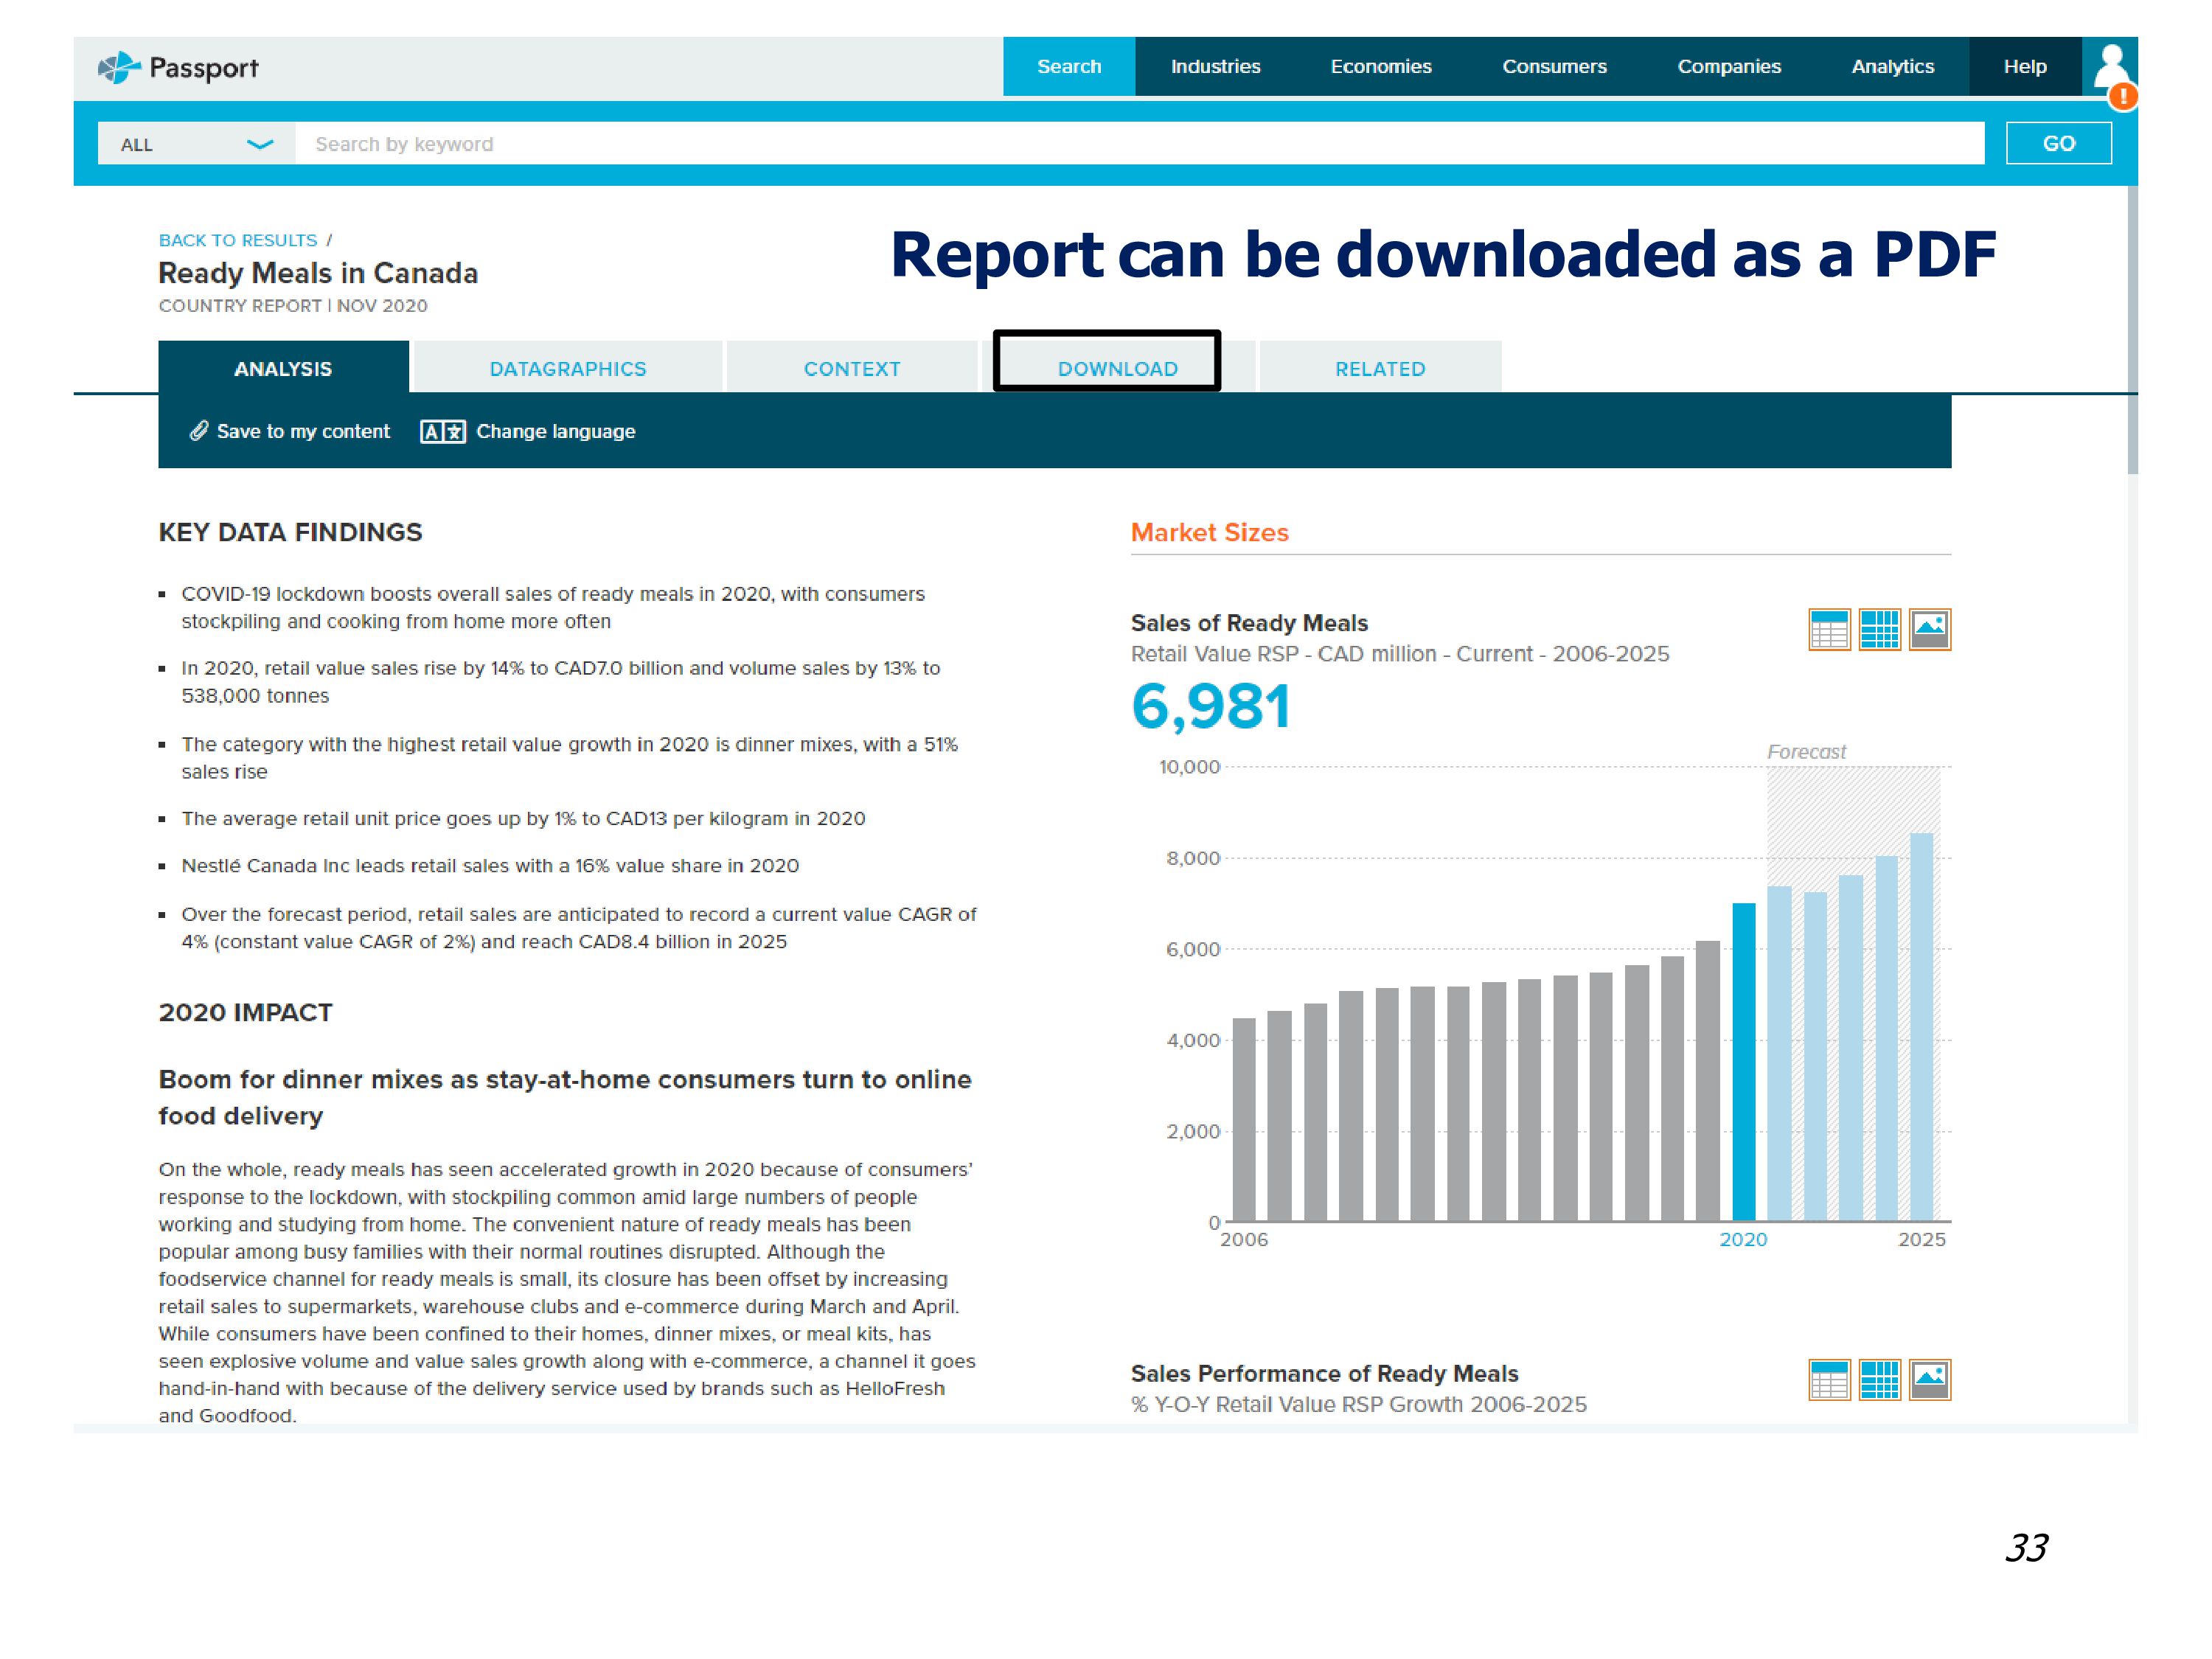 Passport
Search Industries Economies Consumers Companies Analytics Help
!
ALL Search by keyword GO
BACK TO RESULTS /
Ready Meals in Canada
COUNTRY REPORT | NOV 2020
Report can be downloaded as a PDF
ANALYSIS DATAGRAPHICS CONTEXT DOWNLOAD RELATED
Save to my content A文 Change language
KEY DATA FINDINGS
▪ COVID-19 lockdown boosts overall sales of ready meals in 2020, with consumers
stockpiling and cooking from home more often
▪ In 2020, retail value sales rise by 14% to CAD7.0 billion and volume sales by 13% to
538,000 tonnes
▪ The category with the highest retail value growth in 2020 is dinner mixes, with a 51%
sales rise
▪ The average retail unit price goes up by 1% to CAD13 per kilogram in 2020
▪ Nestlé Canada Inc leads retail sales with a 16% value share in 2020
▪ Over the forecast period, retail sales are anticipated to record a current value CAGR of
4% (constant value CAGR of 2%) and reach CAD8.4 billion in 2025
2020 IMPACT
Boom for dinner mixes as stay-at-home consumers turn to online
food delivery
On the whole, ready meals has seen accelerated growth in 2020 because of consumers'
response to the lockdown, with stockpiling common amid large numbers of people
working and studying from home. The convenient nature of ready meals has been
popular among busy families with their normal routines disrupted. Although the
foodservice channel for ready meals is small, its closure has been offset by increasing
retail sales to supermarkets, warehouse clubs and e-commerce during March and April.
While consumers have been confined to their homes, dinner mixes, or meal kits, has
seen explosive volume and value sales growth along with e-commerce, a channel it goes
hand-in-hand with because of the delivery service used by brands such as HelloFresh
and Goodfood.
Market Sizes
Sales of Ready Meals
Retail Value RSP - CAD million - Current - 2006-2025
6,981
Forecast
10,000
8,000
6,000
4,000
2,000
0
2006 2020 2025
Sales Performance of Ready Meals
% Y-O-Y Retail Value RSP Growth 2006-2025
33